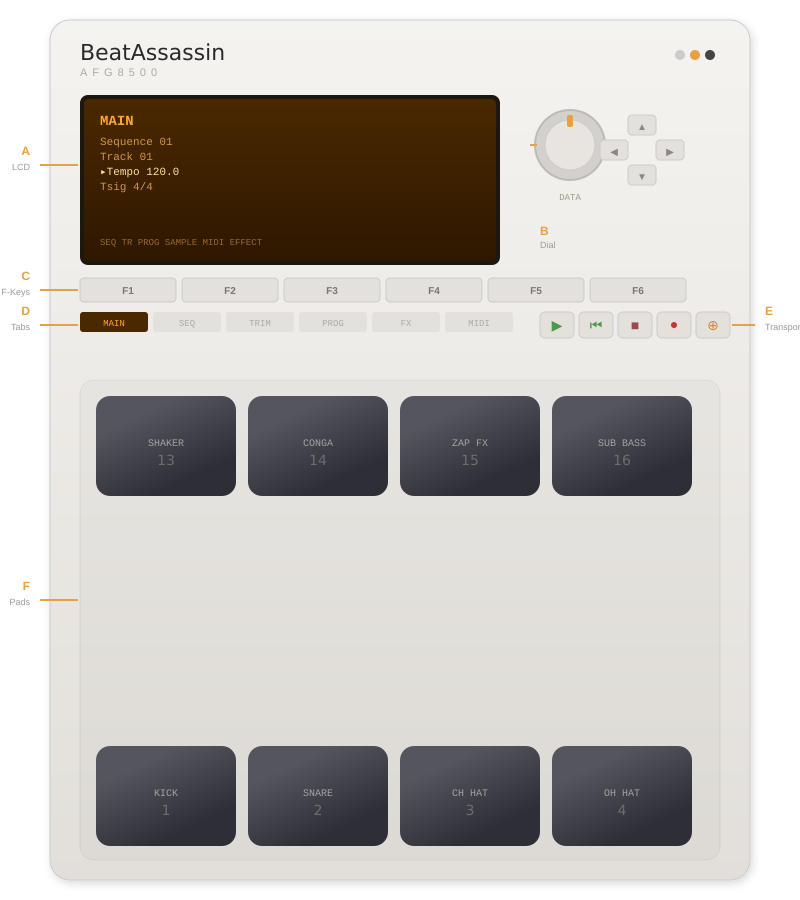 BeatAssassin
AFG8500
MAIN
Sequence 01
Track 01
▸Tempo 120.0
Tsig 4/4
SEQ TR PROG SAMPLE MIDI EFFECT
A
LCD
DATA
B
Dial
C
F-Keys
F1 F2 F3 F4 F5 F6
D
Tabs
MAIN SEQ TRIM PROG FX MIDI
E
Transpor
SHAKER
13
CONGA
14
ZAP FX
15
SUB BASS
16
F
Pads
KICK
1
SNARE
2
CH HAT
3
OH HAT
4